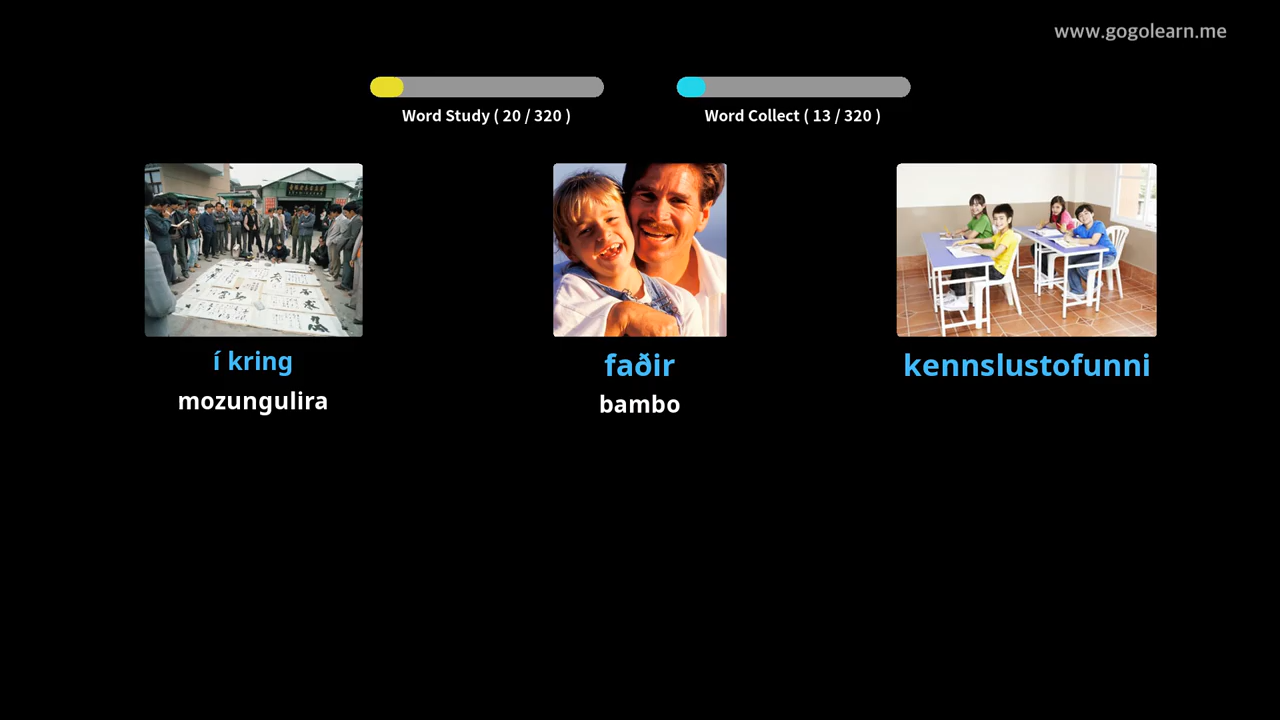 www.gogolearn.me
Word Study ( 20 / 320 )
Word Collect ( 13 / 320 )
í kring
mozungulira
faðir
bambo
kennslustofunni